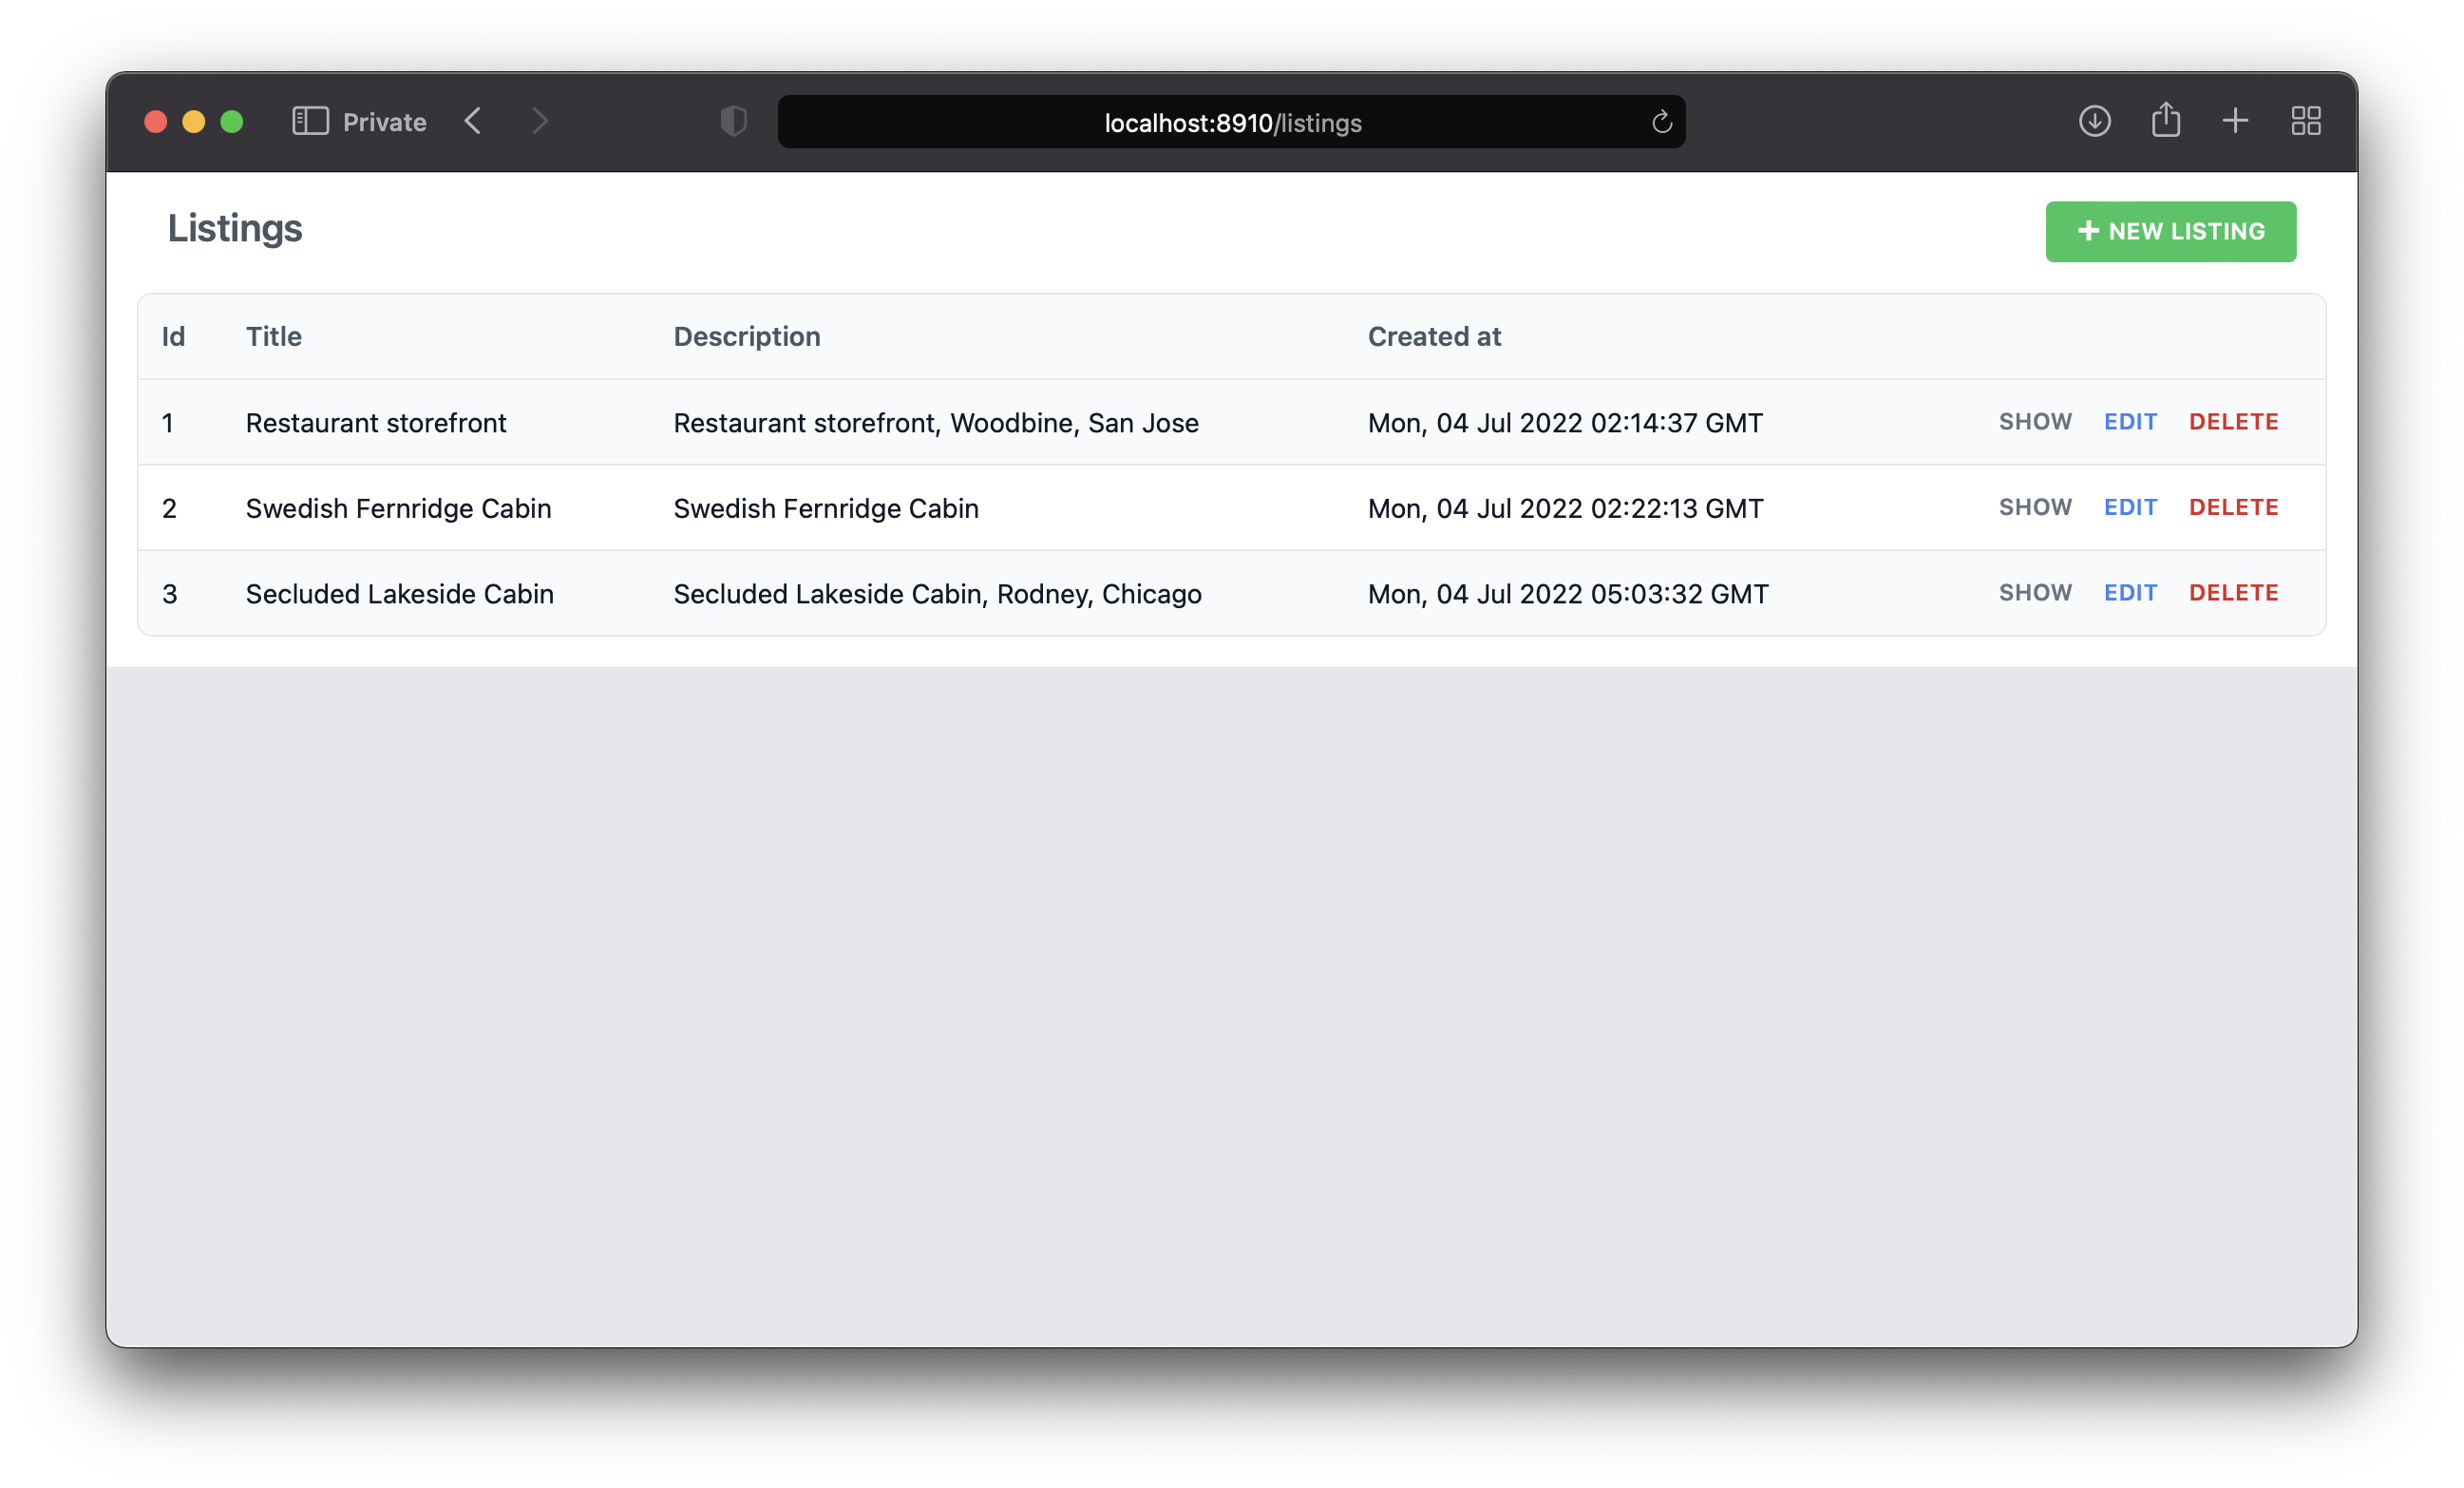 Private
localhost:8910/listings
Listings
NEW LISTING
Id Title Description Created at
1 Restaurant storefront Restaurant storefront, Woodbine, San Jose Mon, 04 Jul 2022 02:14:37 GMT SHOW EDIT DELETE
2 Swedish Fernridge Cabin Swedish Fernridge Cabin Mon, 04 Jul 2022 02:22:13 GMT SHOW EDIT DELETE
3 Secluded Lakeside Cabin Secluded Lakeside Cabin, Rodney, Chicago Mon, 04 Jul 2022 05:03:32 GMT SHOW EDIT DELETE